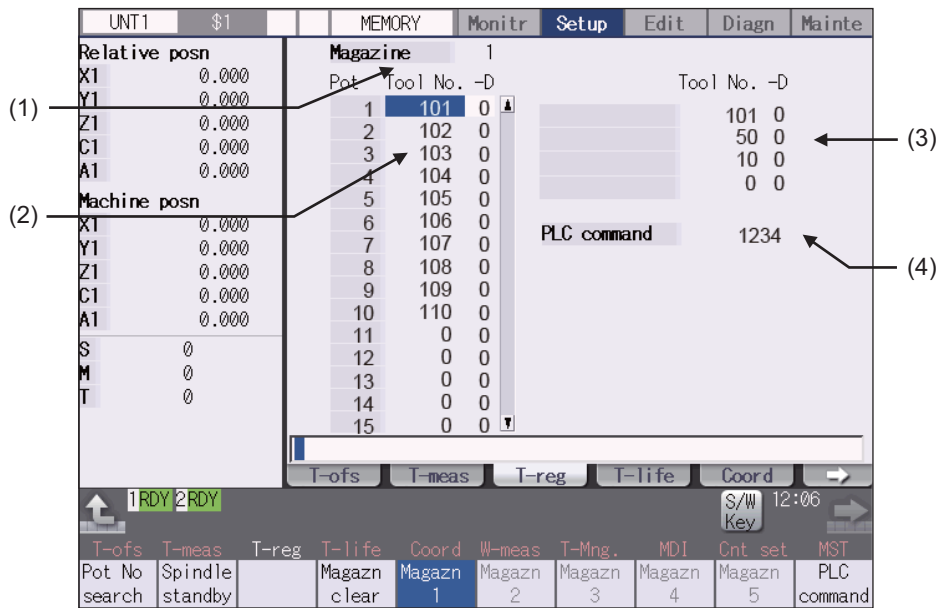 UNT1 $1 MEMORY Monitr Setup Edit Diagn Mainte
Relative posn
X1 0.000
Y1 0.000
Z1 0.000
C1 0.000
A1 0.000
Machine posn
X1 0.000
Y1 0.000
Z1 0.000
C1 0.000
A1 0.000
S 0
M 0
T 0
Magazine 1
Pot Tool No. -D
1 101 0
2 102 0
3 103 0
4 104 0
5 105 0
6 106 0
7 107 0
8 108 0
9 109 0
10 110 0
11 0 0
12 0 0
13 0 0
14 0 0
15 0 0
Tool No. -D
101 0
50 0
10 0
0 0
PLC command 1234
(1)
(2)
(3)
(4)
T-ofs T-meas T-reg T-life Coord
1RDY 2RDY
S/W Key
12:06
T-ofs T-meas T-reg T-life Coord W-meas T-Mng. MDI Cnt set MST
Pot No Spindle Magazn Magazn Magazn Magazn Magazn Magazn PLC
search standby clear 1 2 3 4 5 command